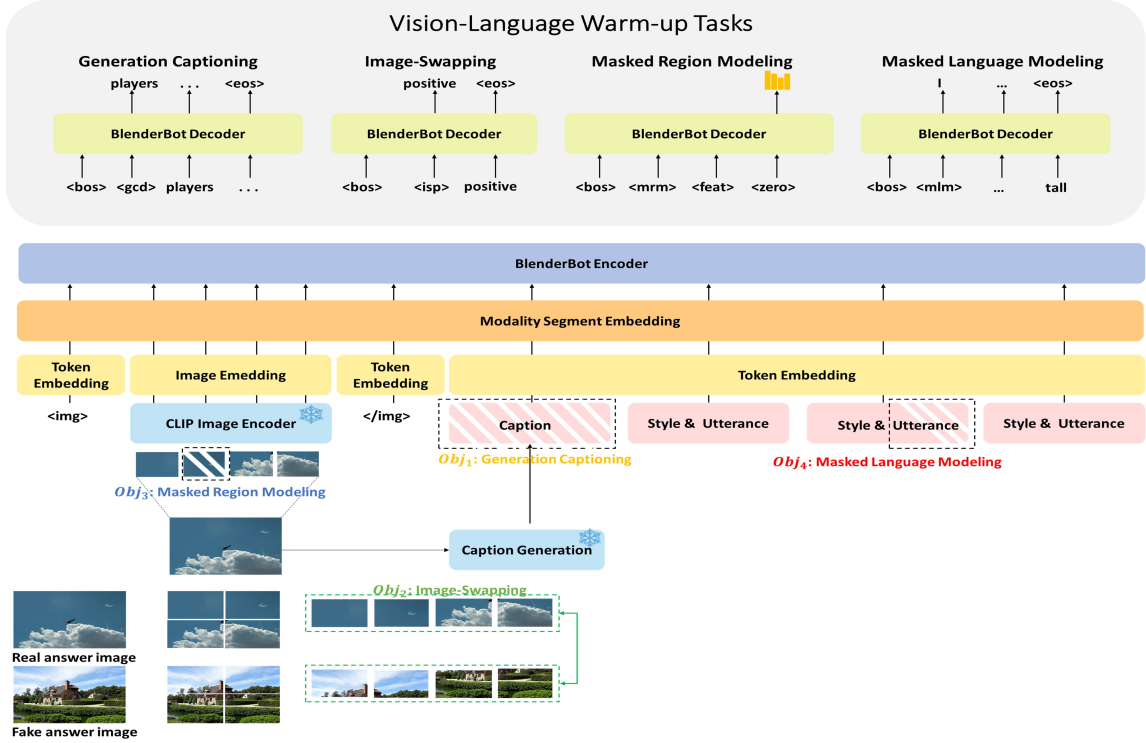 Vision-Language Warm-up Tasks
Generation Captioning
players ... <eos>
BlenderBot Decoder
<bos> <gcd> players ...
Image-Swapping
positive <eos>
BlenderBot Decoder
<bos> <isp> positive
Masked Region Modeling
BlenderBot Decoder
<bos> <mrm> <feat> <zero>
Masked Language Modeling
I ... <eos>
BlenderBot Decoder
<bos> <mlm> ... tall
BlenderBot Encoder
Modality Segment Embedding
Token
Embedding
Image Emedding
Token
Embedding
Token Embedding
<img>
CLIP Image Encoder
</img>
Caption
Style & Utterance
Style & Utterance
Style & Utterance
Obj1: Generation Captioning
Obj4: Masked Language Modeling
Obj3: Masked Region Modeling
Caption Generation
Obj2: Image-Swapping
Real answer image
Fake answer image